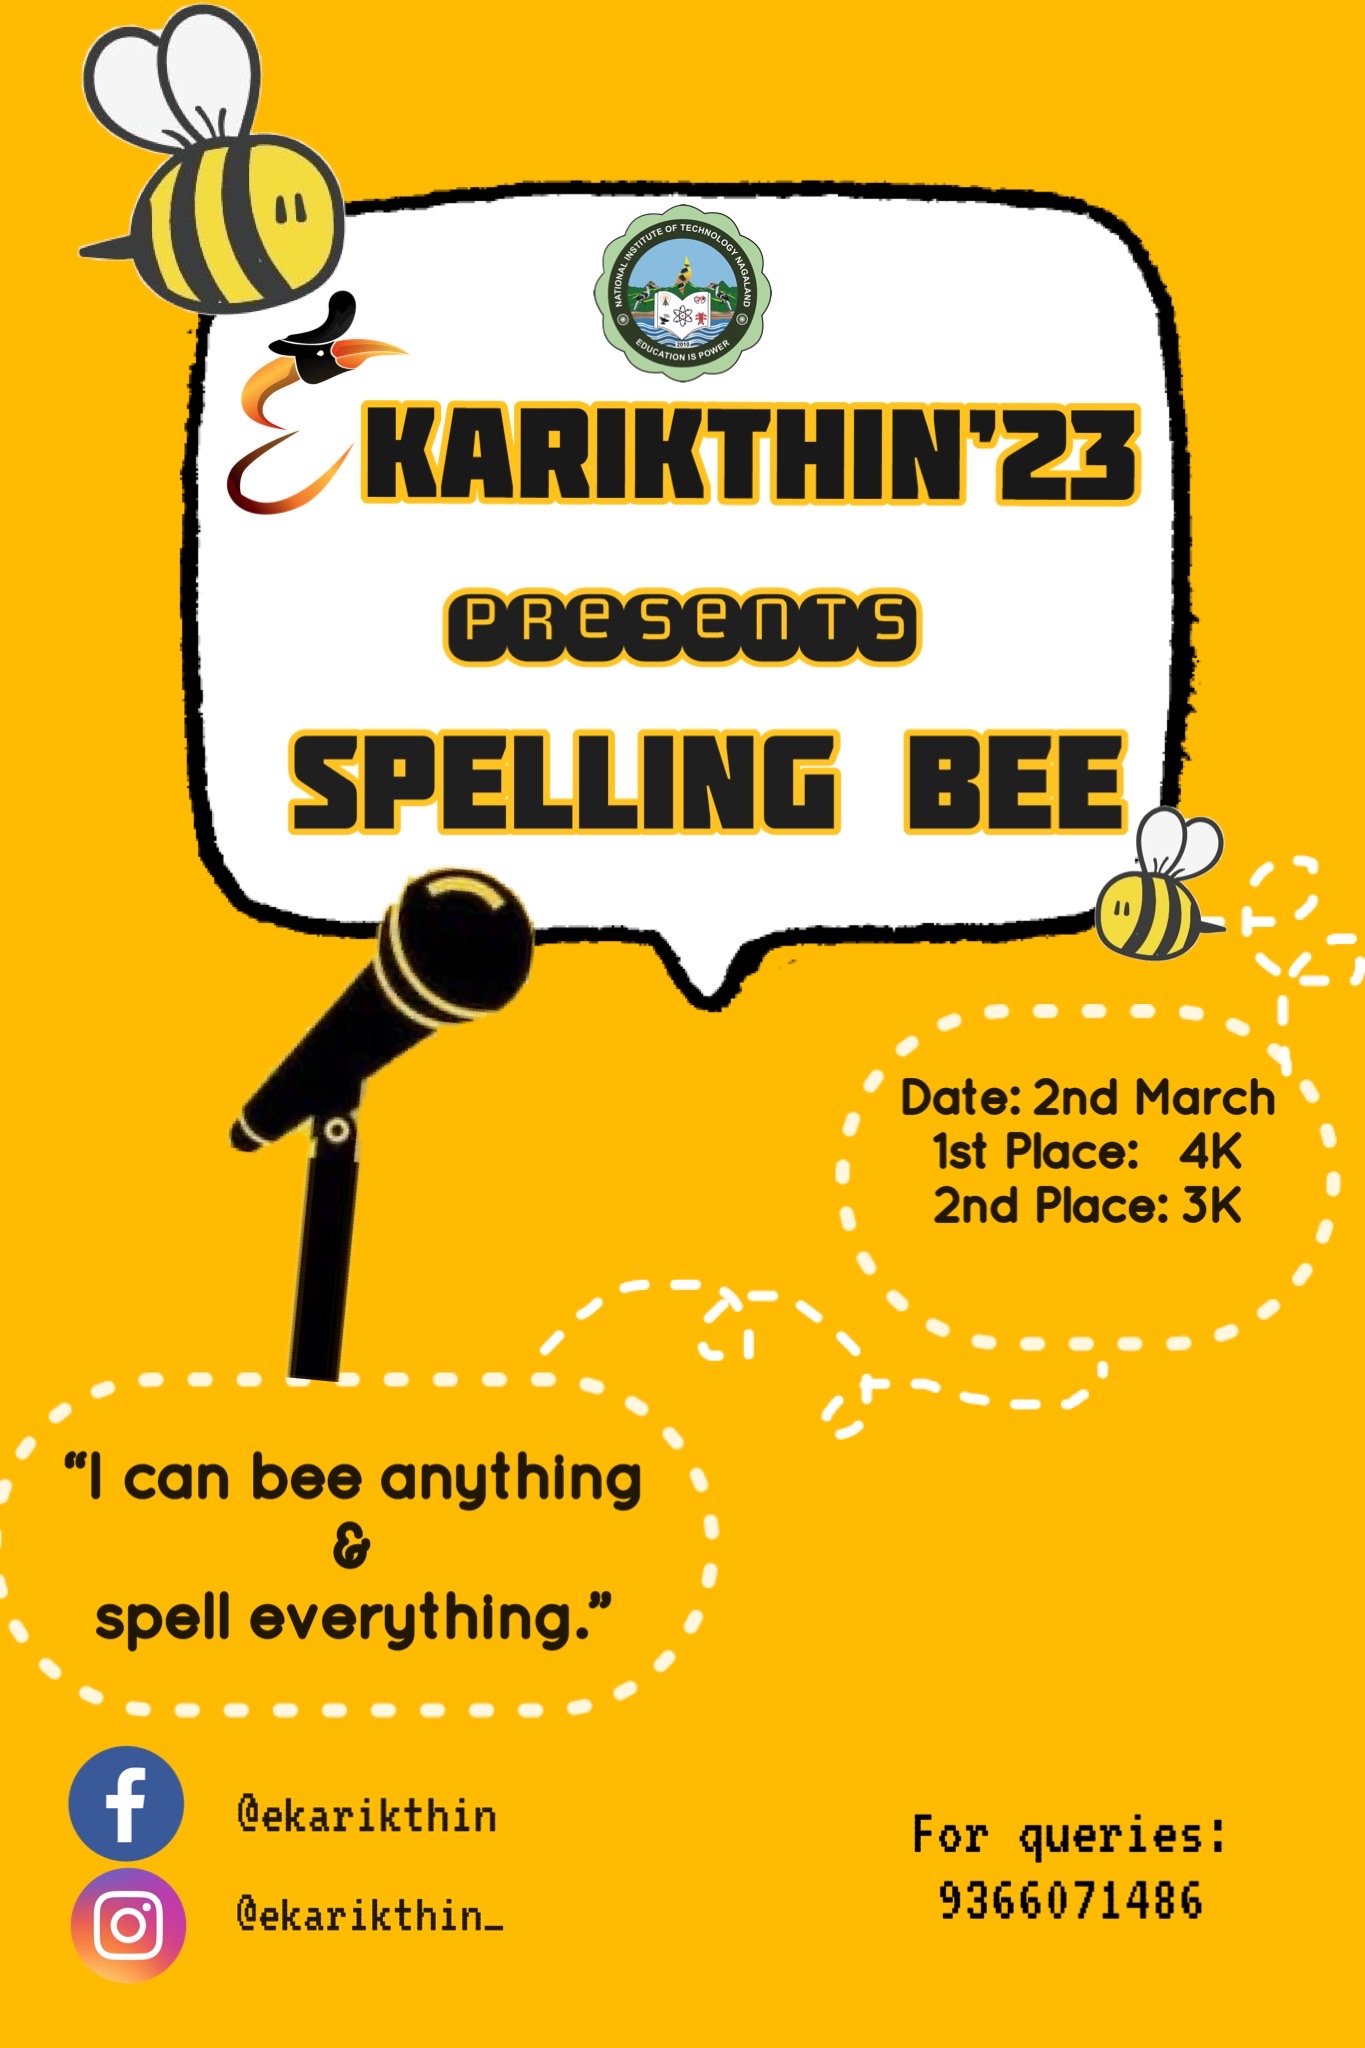 NATIONAL INSTITUTE OF TECHNOLOGY NAGALAND
2010
EDUCATION IS POWER
EKARIKTHIN'23
PResenTS
SPELLING BEE
Date: 2nd March
1st Place: 4K
2nd Place: 3K
“I can bee anything
&
spell everything.”
@ekarikthin
@ekarikthin_
For queries:
9366071486